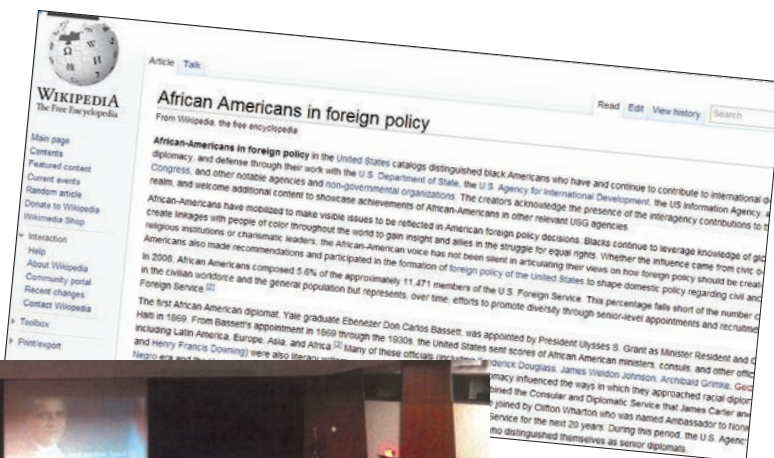 WIKIPEDIA
The Free Encyclopedia
Main page
Contents
Featured content
Current events
Random article
Donate to Wikipedia
Wikimedia Shop
Interaction
Help
About Wikipedia
Community portal
Recent changes
Contact Wikipedia
Toolbox
Print/export
Article Talk
Read Edit View history Search
African Americans in foreign policy
From Wikipedia, the free encyclopedia
African-Americans in foreign policy in the United States catalogs distinguished black Americans who have and continue to contribute to international d
diplomacy, and defense through their work with the U.S. Department of State, the U.S. Agency for International Development, the US Information Agency,
Congress, and other notable agencies and non-governmental organizations. The creators acknowledge the presence of the interagency contributions to t
realm, and welcome additional content to showcase achievements of African-Americans in other relevant USG agencies.
African-Americans have mobilized to make visible issues to be reflected in American foreign policy decisions. Blacks continue to leverage knowledge of glo
create linkages with people of color throughout the world to gain insight and allies in the struggle for equal rights. Whether the influence came from civic o
religious institutions or charismatic leaders, the African-American voice has not been silent in articulating their views on how foreign policy should be creat
Americans also made recommendations and participated in the formation of foreign policy of the United States to shape domestic policy regarding civil and
In 2008, African Americans composed 5.6% of the approximately 11,471 members of the U.S. Foreign Service. This percentage falls short of the number o
in the civilian workforce and the general population but represents, over time, efforts to promote diversity through senior-level appointments and recruitme
Foreign Service.[2]
The first African American diplomat, Yale graduate Ebenezer Don Carlos Bassett, was appointed by President Ulysses S. Grant as Minister Resident and C
Haiti in 1869. From Bassett's appointment in 1869 through the 1930s, the United States sent scores of African American ministers, consuls, and other offic
including Latin America, Europe, Asia, and Africa.[3] Many of these officials (including Frederick Douglass, James Weldon Johnson, Archibald Grimke, Geo
and Henry Francis Downing) were also literary
omacy influenced the ways in which they approached racial diplom
Negro era and
bined the Consular and Diplomatic Service that James Carter and
joined by Clifton Wharton who was named Ambassador to Norw
Service for the next 20 years. During this period, the U.S. Agenc
ho distinguished themselves as senior diplomats.